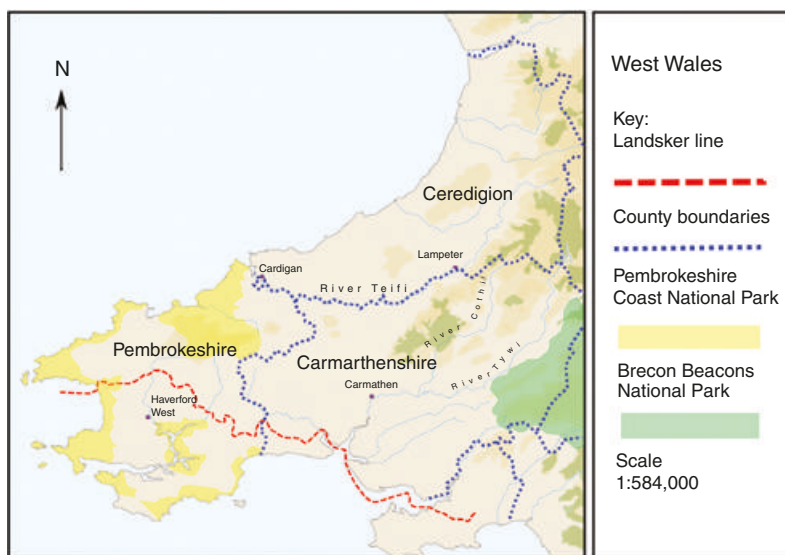 N
Ceredigion
Cardigan
Lampeter
River Teifi
River Cothi
Pembrokeshire
Carmarthenshire
River Tywi
Carmathen
Haverford
West
West Wales
Key:
Landsker line
County boundaries
Pembrokeshire
Coast National Park
Brecon Beacons
National Park
Scale
1:584,000